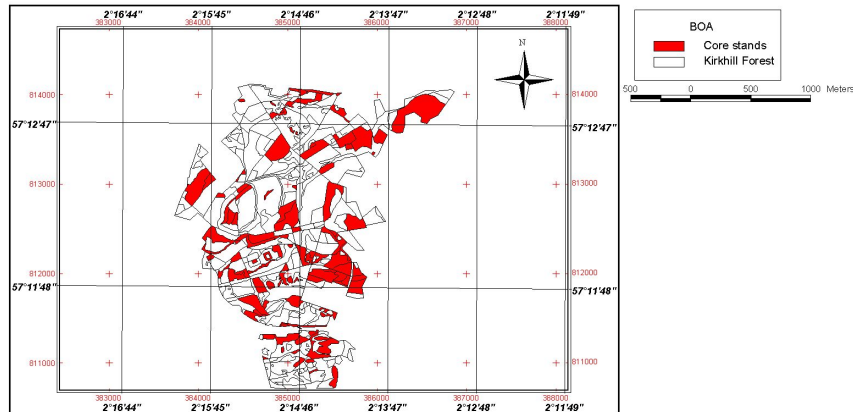 2°16'44" 2°15'45" 2°14'46" 2°13'47" 2°12'48" 2°11'49"
383000 384000 385000 386000 387000 388000
N
BOA
Core stands
Kirkhill Forest
500 0 500 1000 Meters
814000 814000
57°12'47" 57°12'47"
813000 813000
812000 812000
57°11'48" 57°11'48"
811000 811000
383000 384000 385000 386000 387000 388000
2°16'44" 2°15'45" 2°14'46" 2°13'47" 2°12'48" 2°11'49"